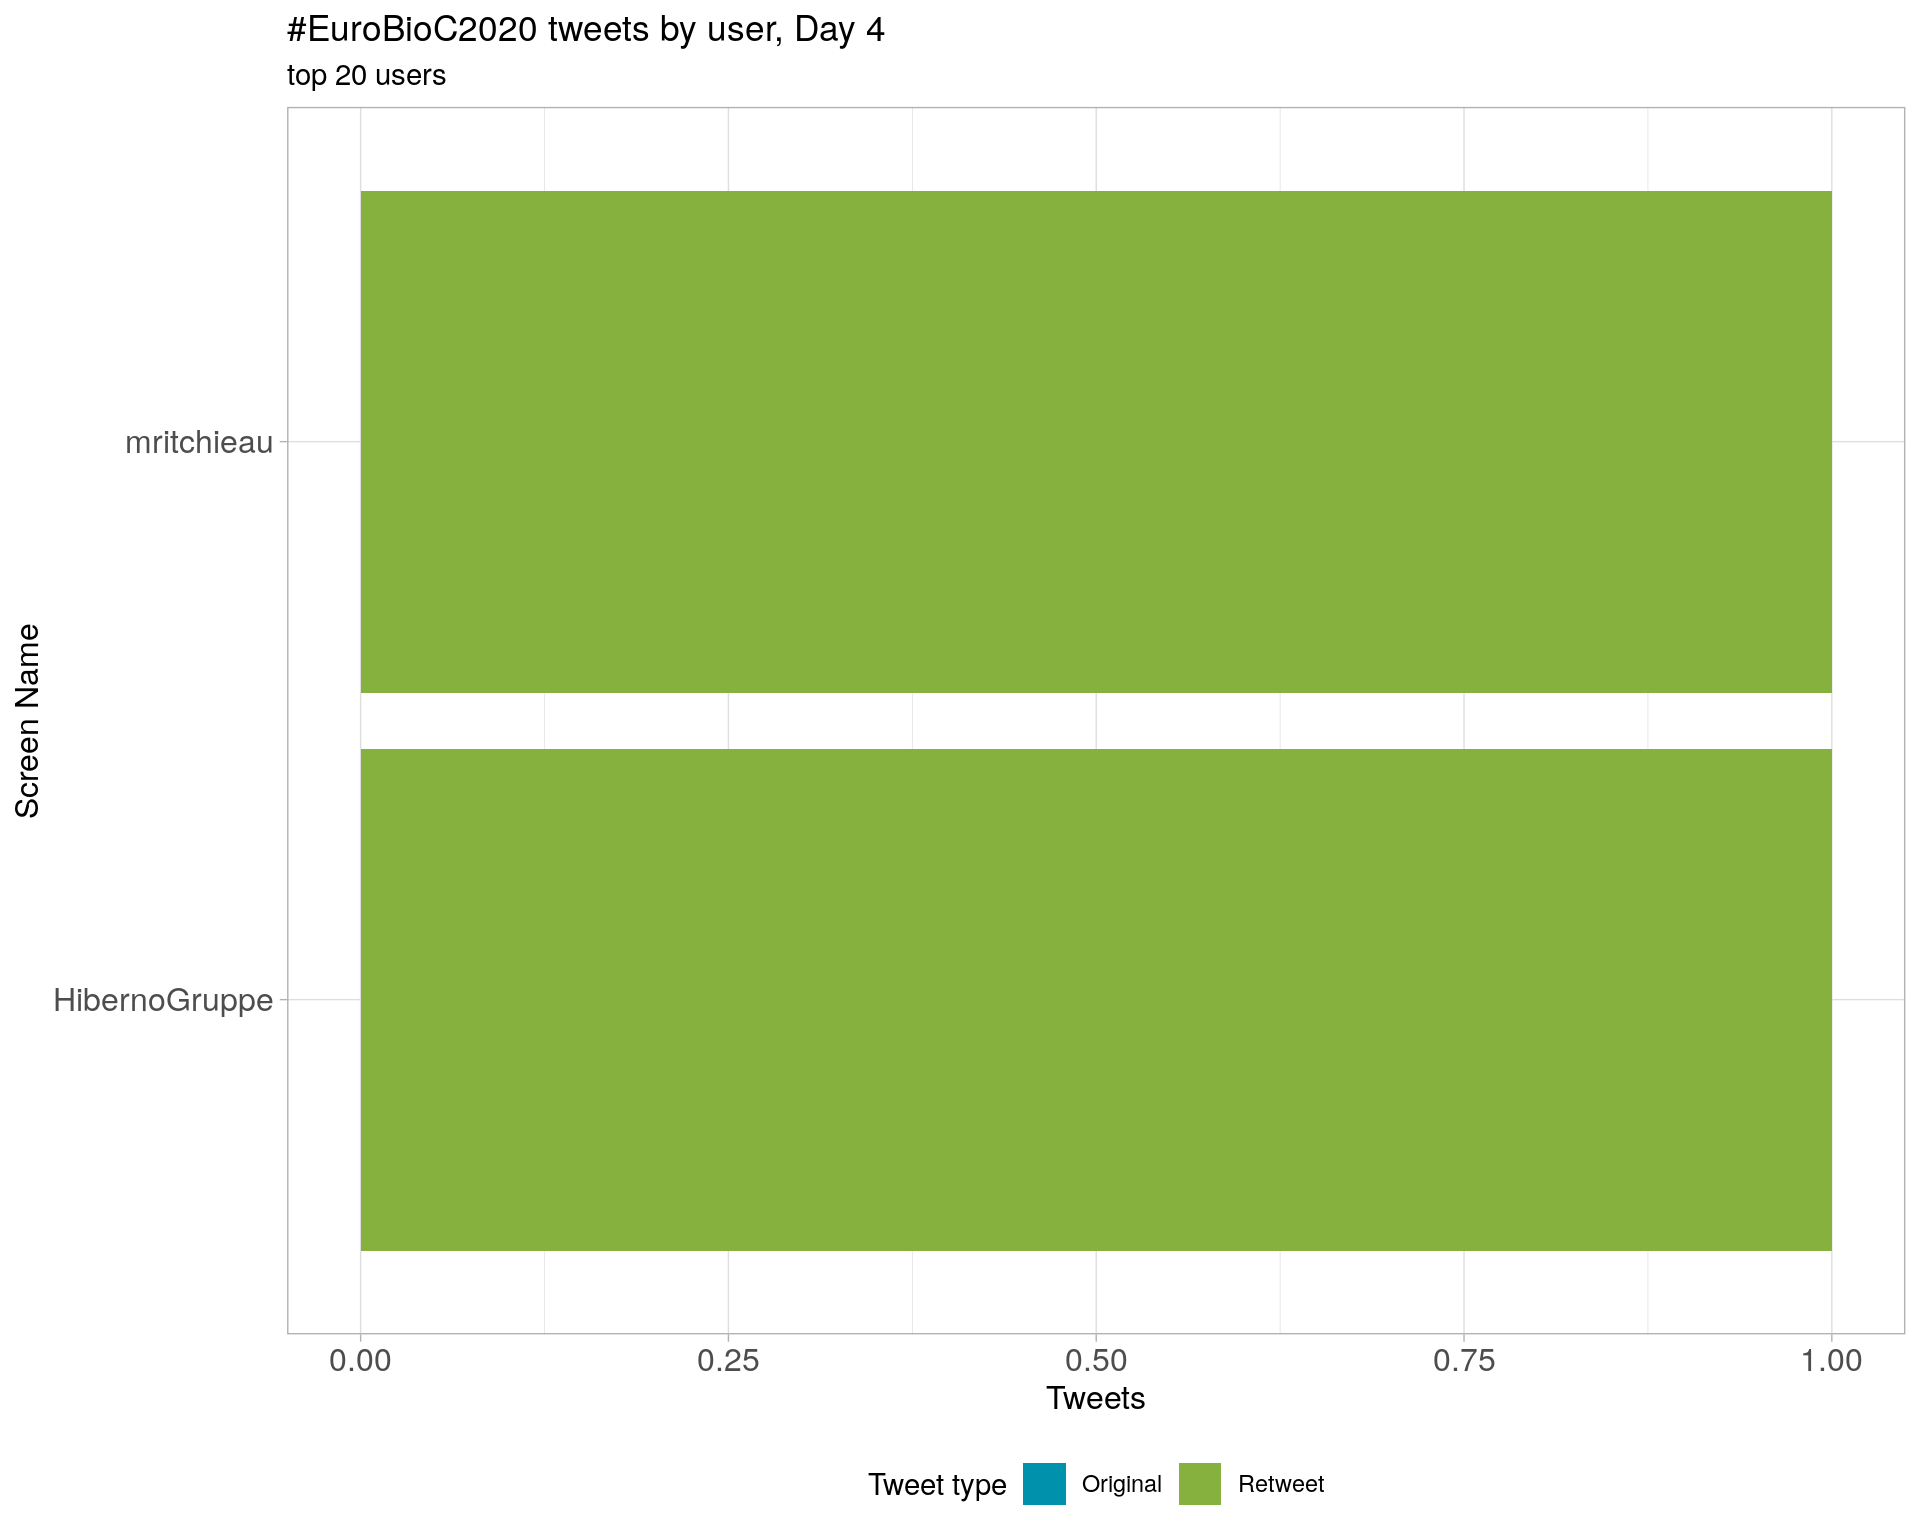 #EuroBioC2020 tweets by user, Day 4
top 20 users
Screen Name
mritchieau
HibernoGruppe
0.00 0.25 0.50 0.75 1.00
Tweets
Tweet type Original Retweet